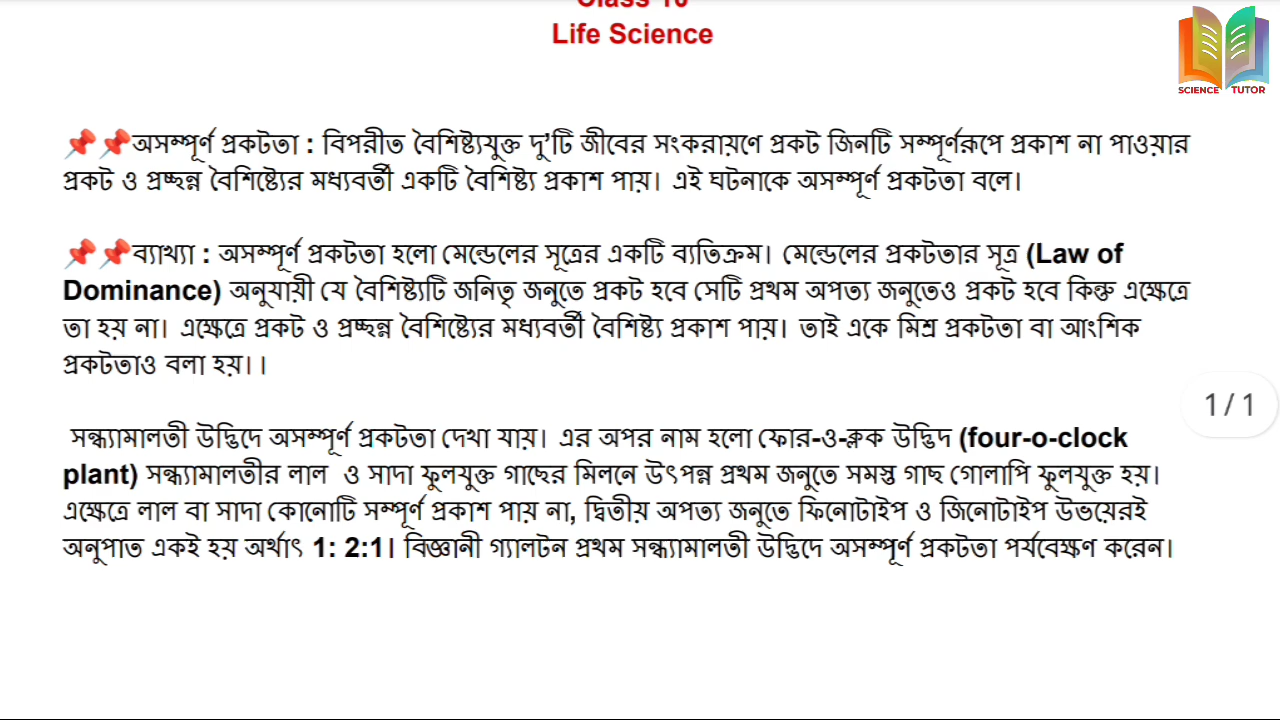 Class 10
Life Science
SCIENCE TUTOR
📌📌অসম্পূর্ণ প্রকটতা : বিপরীত বৈশিষ্ট্যযুক্ত দু'টি জীবের সংকরায়ণে প্রকট জিনটি সম্পূর্ণরূপে প্রকাশ না পাওয়ার
প্রকট ও প্রচ্ছন্ন বৈশিষ্ট্যের মধ্যবর্তী একটি বৈশিষ্ট্য প্রকাশ পায়। এই ঘটনাকে অসম্পূর্ণ প্রকটতা বলে।
📌📌ব্যাখ্যা : অসম্পূর্ণ প্রকটতা হলো মেন্ডেলের সূত্রের একটি ব্যতিক্রম। মেন্ডেলের প্রকটতার সূত্র (Law of
Dominance) অনুযায়ী যে বৈশিষ্ট্যটি জনিতৃ জনুতে প্রকট হবে সেটি প্রথম অপত্য জনুতেও প্রকট হবে কিন্তু এক্ষেত্রে
তা হয় না। এক্ষেত্রে প্রকট ও প্রচ্ছন্ন বৈশিষ্ট্যের মধ্যবর্তী বৈশিষ্ট্য প্রকাশ পায়। তাই একে মিশ্র প্রকটতা বা আংশিক
প্রকটতাও বলা হয়।।
1 / 1
সন্ধ্যামালতী উদ্ভিদে অসম্পূর্ণ প্রকটতা দেখা যায়। এর অপর নাম হলো ফোর-ও-ক্লক উদ্ভিদ (four-o-clock
plant) সন্ধ্যামালতীর লাল ও সাদা ফুলযুক্ত গাছের মিলনে উৎপন্ন প্রথম জনুতে সমস্ত গাছ গোলাপি ফুলযুক্ত হয়।
এক্ষেত্রে লাল বা সাদা কোনোটি সম্পূর্ণ প্রকাশ পায় না, দ্বিতীয় অপত্য জনুতে ফিনোটাইপ ও জিনোটাইপ উভয়েরই
অনুপাত একই হয় অর্থাৎ 1: 2:1। বিজ্ঞানী গ্যালটন প্রথম সন্ধ্যামালতী উদ্ভিদে অসম্পূর্ণ প্রকটতা পর্যবেক্ষণ করেন।